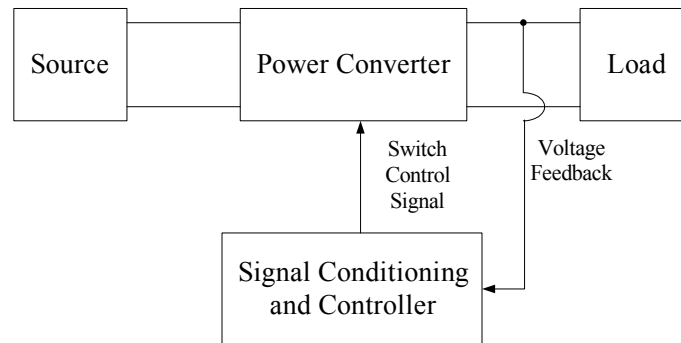 Source
Power Converter
Load
Switch
Control
Signal
Voltage
Feedback
Signal Conditioning
and Controller